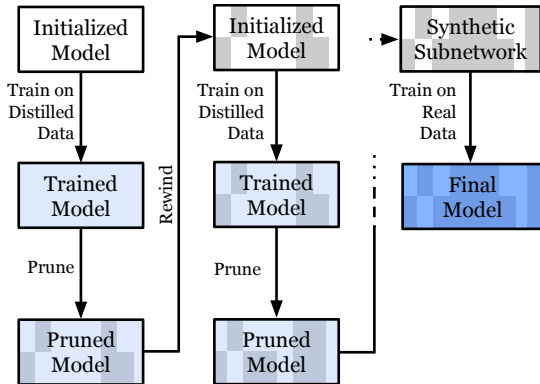 Initialized
Model
Train on
Distilled
Data
Trained
Model
Prune
Pruned Model
Rewind
Initialized
Model
Train on
Distilled
Data
Trained
Model
Prune
Pruned Model
Synthetic
Subnetwork
Train on
Real
Data
Final
Model